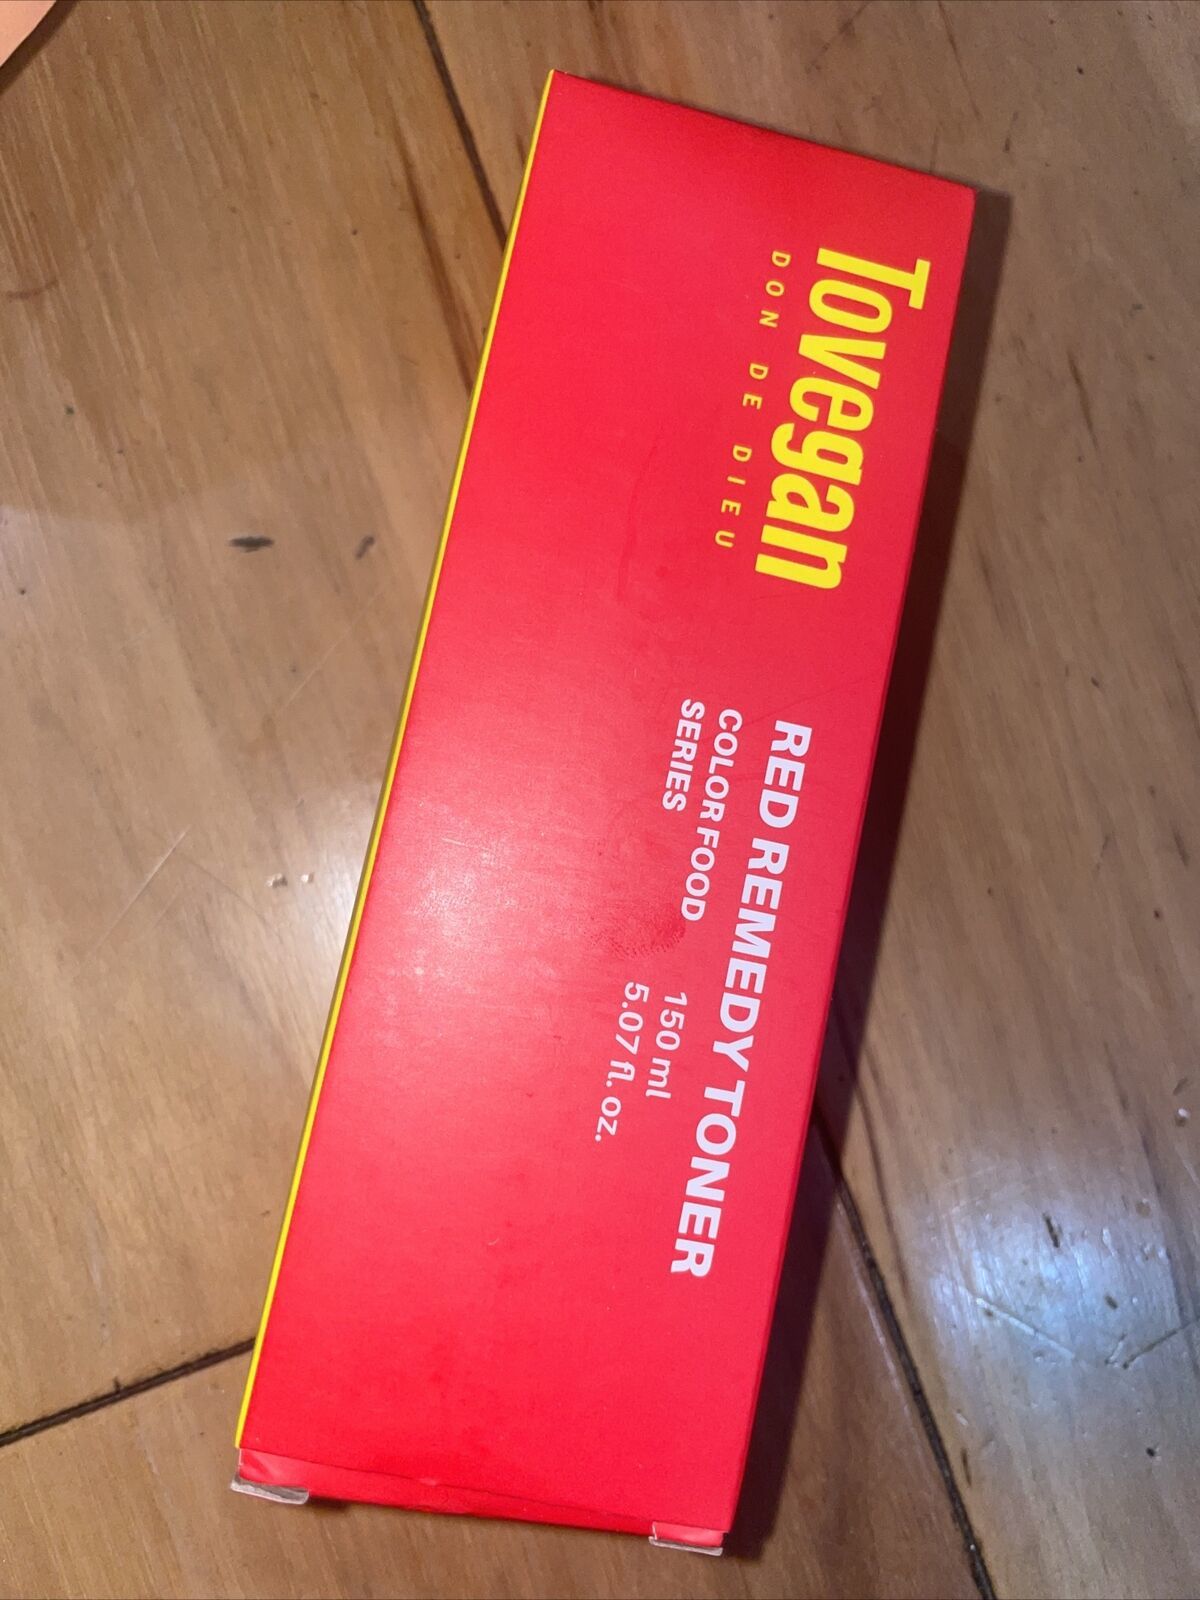 Tovegan
DON DE DIEU
RED REMEDY TONER
COLOR FOOD
SERIES
150 ml
5.07 fl. oz.